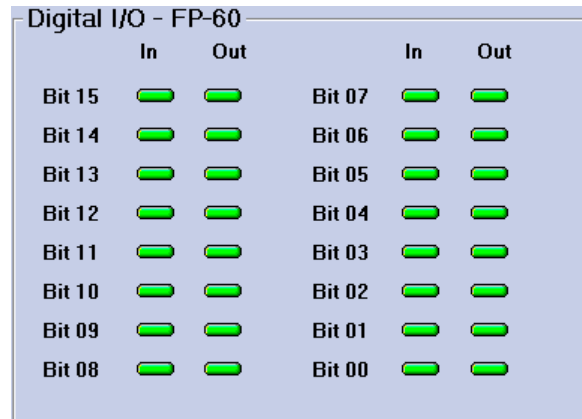 Digital I/O - FP-60
In Out In Out
Bit 15 Bit 07
Bit 14 Bit 06
Bit 13 Bit 05
Bit 12 Bit 04
Bit 11 Bit 03
Bit 10 Bit 02
Bit 09 Bit 01
Bit 08 Bit 00